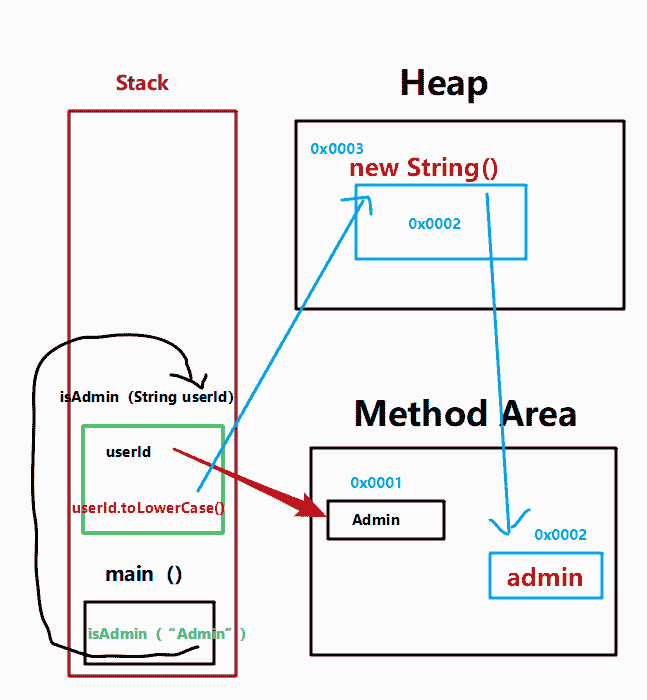 Stack
Heap
0x0003
new String()
0x0002
isAdmin（String userId）
userId
userId.toLowerCase()
main（）
isAdmin（“Admin”）
Method Area
0x0001
Admin
0x0002
admin